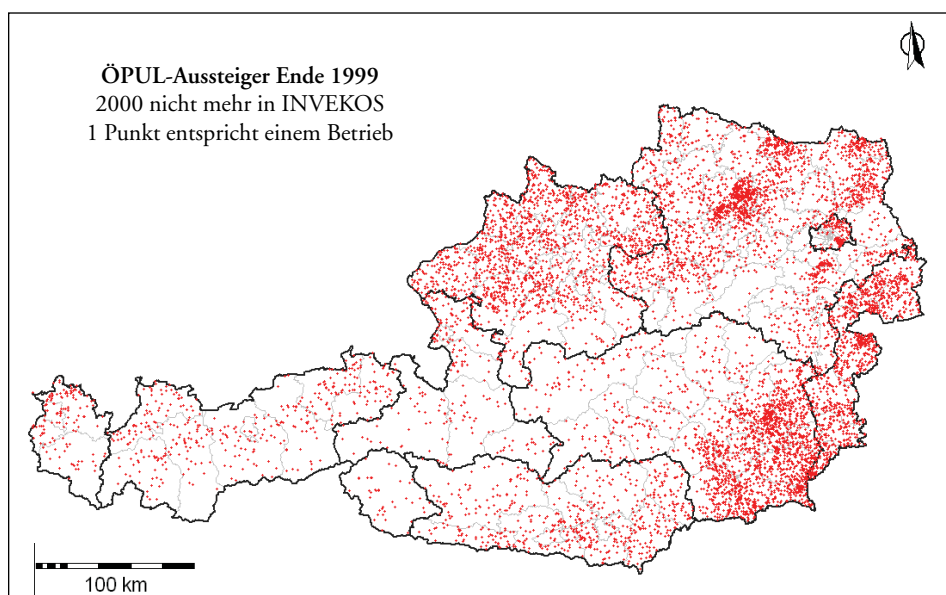 ÖPUL-Aussteiger Ende 1999
2000 nicht mehr in INVEKOS
1 Punkt entspricht einem Betrieb
100 km